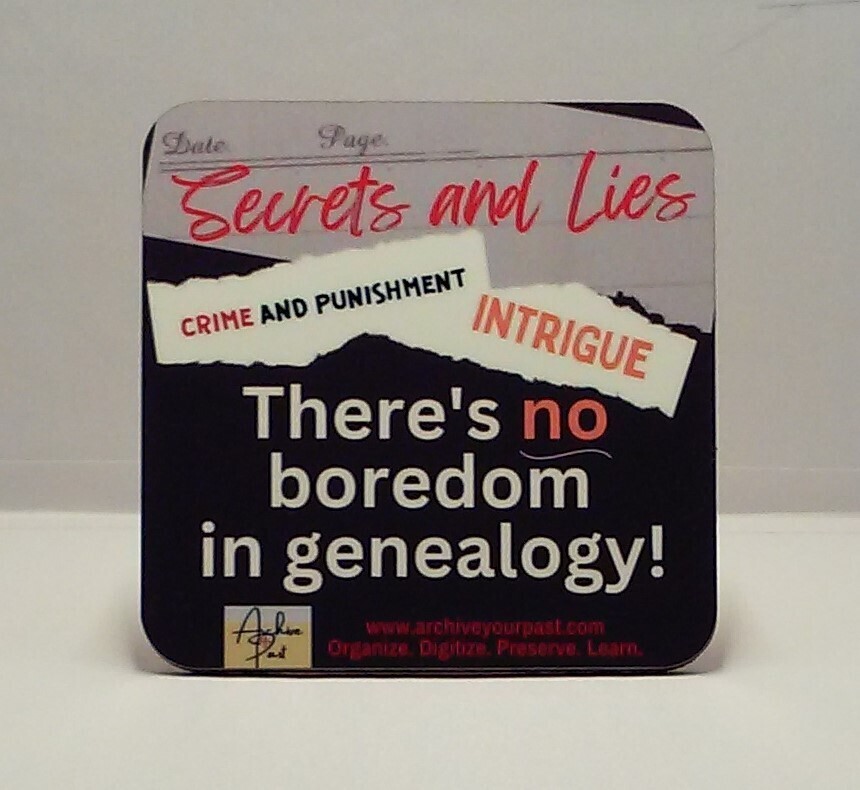 Date Page
Secrets and Lies
CRIME AND PUNISHMENT
INTRIGUE
There's no
boredom
in genealogy!
Archive
Past
www.archiveyourpast.com
Organize. Digitize. Preserve. Learn.